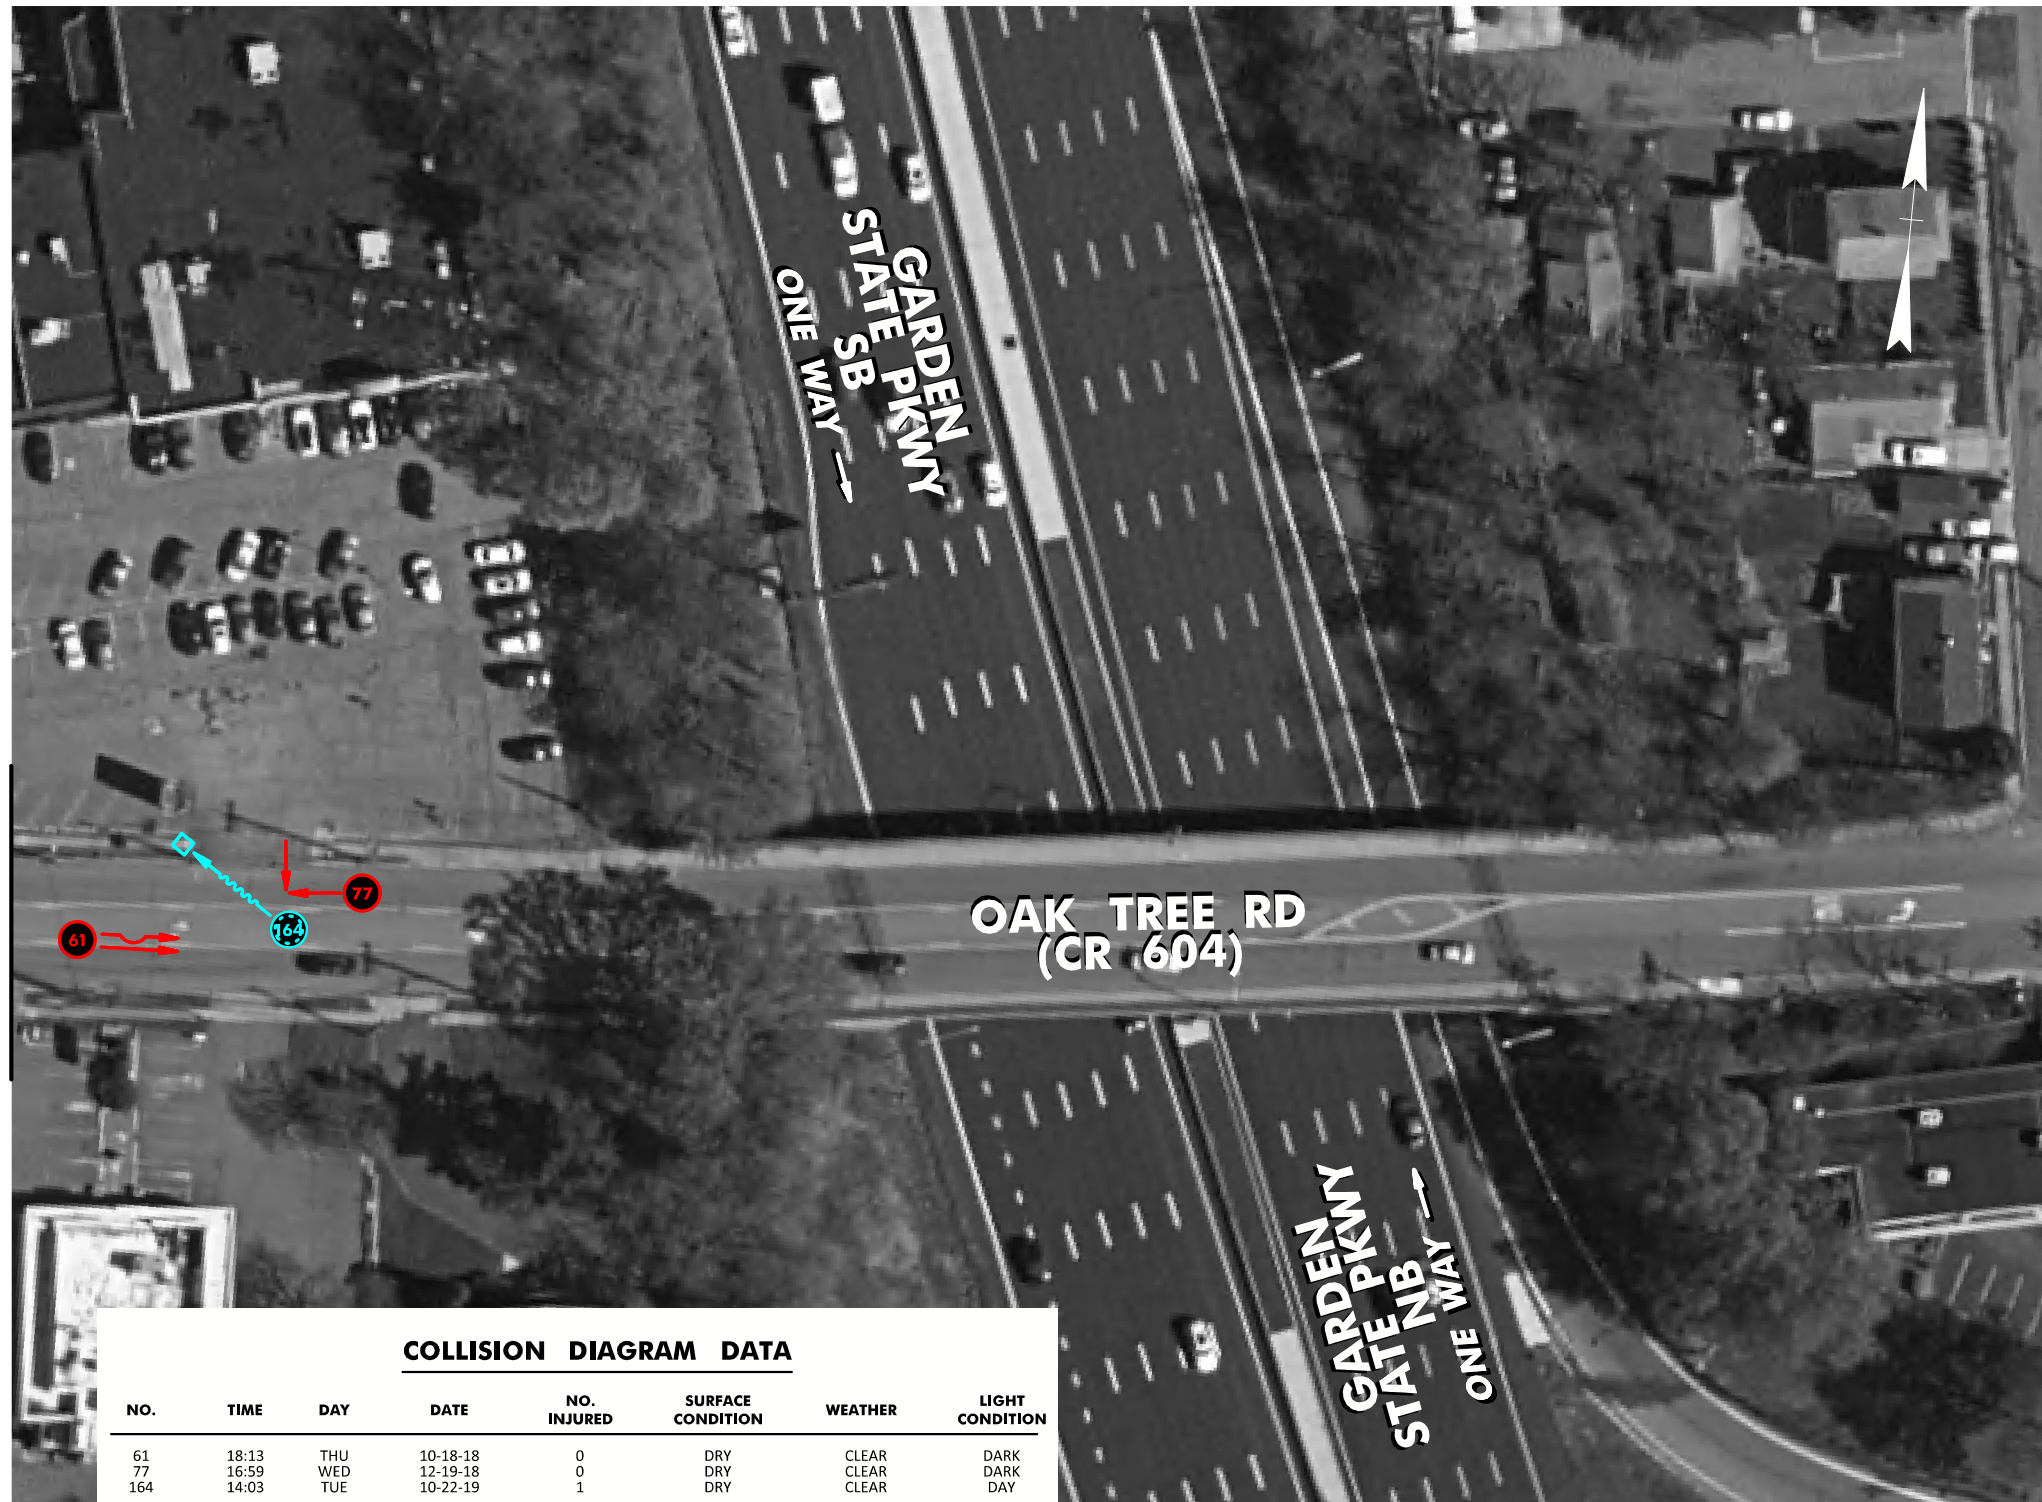 GARDEN
STATE PKWY
SB
ONE WAY
77
164
61
OAK TREE RD
(CR 604)
GARDEN
STATE PKWY
NB
ONE WAY
COLLISION DIAGRAM DATA
NO. TIME DAY DATE NO. INJURED SURFACE CONDITION WEATHER LIGHT CONDITION
61 18:13 THU 10-18-18 0 DRY CLEAR DARK
77 16:59 WED 12-19-18 0 DRY CLEAR DARK
164 14:03 TUE 10-22-19 1 DRY CLEAR DAY